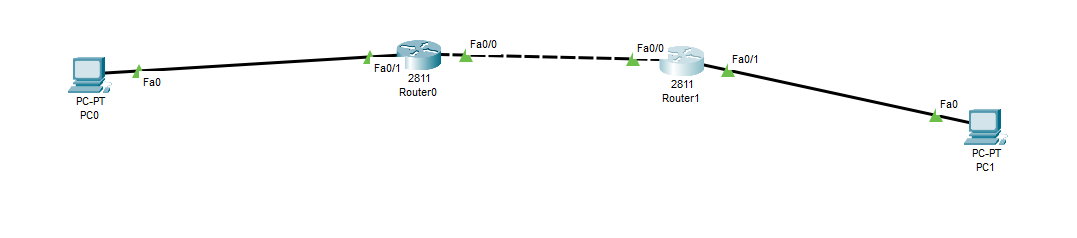 Fa0
PC-PT
PC0
Fa0/1
2811
Router0
Fa0/0
Fa0/0
2811
Router1
Fa0/1
Fa0
PC-PT
PC1